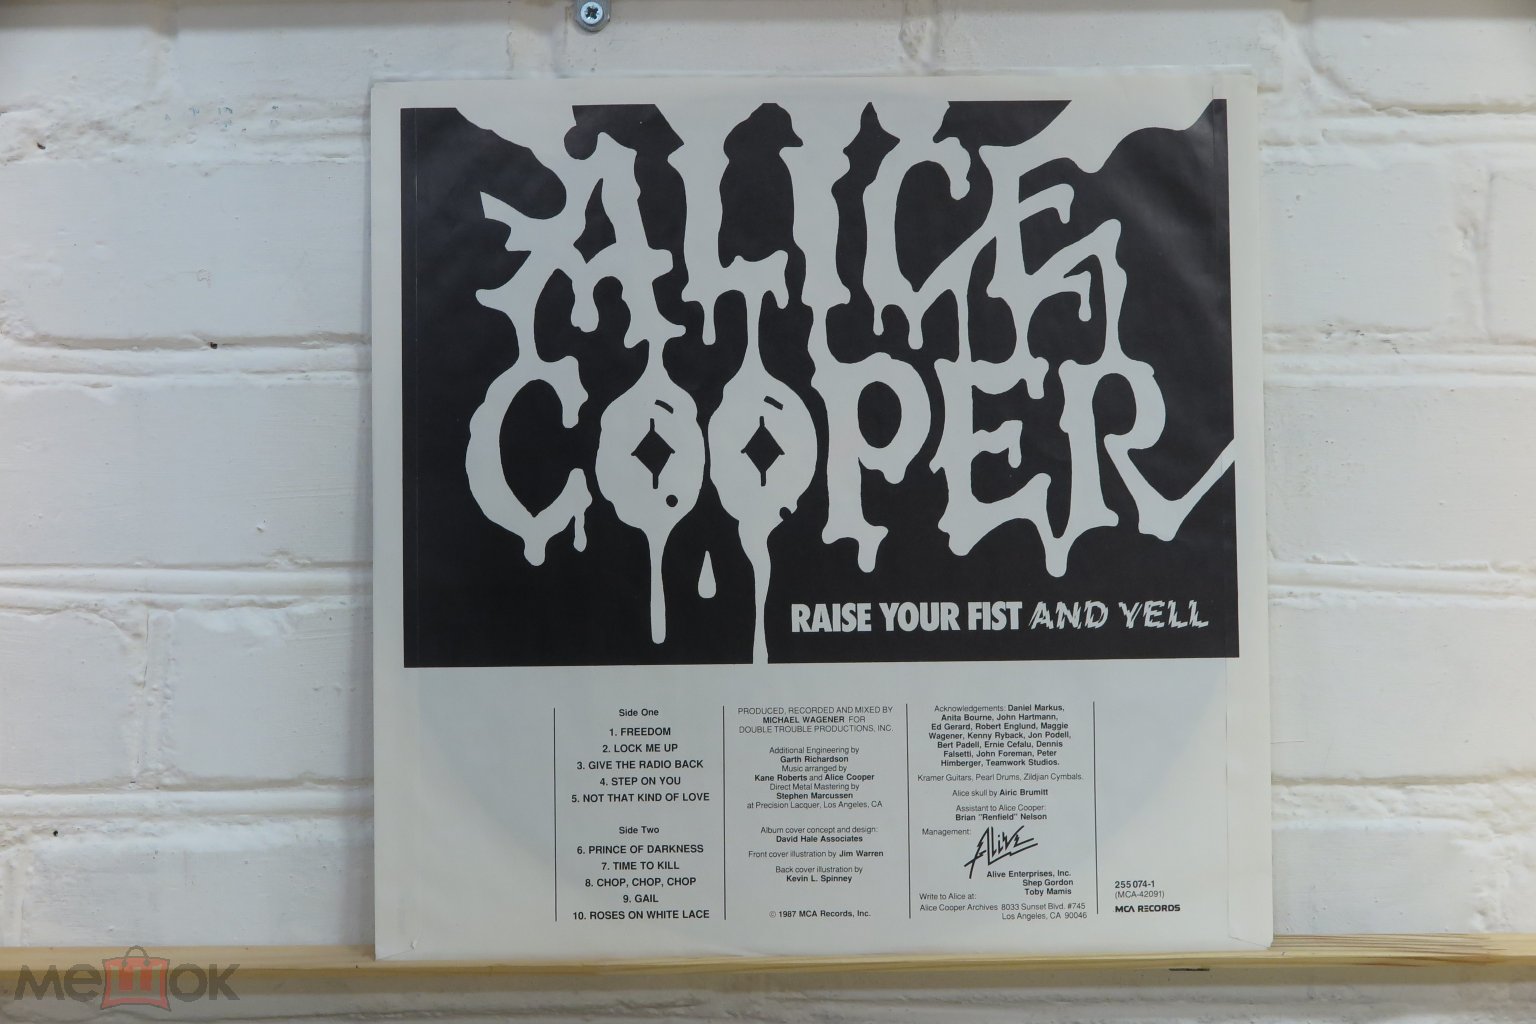 ALICE
COOPER
RAISE YOUR FIST AND YELL
Side One
1. FREEDOM
2. LOCK ME UP
3. GIVE THE RADIO BACK
4. STEP ON YOU
5. NOT THAT KIND OF LOVE
Side Two
6. PRINCE OF DARKNESS
7. TIME TO KILL
8. CHOP, CHOP, CHOP
9. GAIL
10. ROSES ON WHITE LACE
PRODUCED, RECORDED AND MIXED BY
MICHAEL WAGENER FOR
DOUBLE TROUBLE PRODUCTIONS, INC.
Additional Engineering by
Garth Richardson
Music arranged by
Kane Roberts and Alice Cooper
Direct Metal Mastering by
Stephen Marcussen
at Precision Lacquer, Los Angeles, CA
Album cover concept and design:
David Hale Associates
Front cover illustration by Jim Warren
Back cover illustration by
Kevin L. Spinney
℗ 1987 MCA Records, Inc.
Acknowledgements: Daniel Markus,
Anita Bourne, John Hartmann,
Ed Gerard, Robert Englund, Maggie
Wagener, Kenny Ryback, Jon Podell,
Bert Padell, Ernie Cefalu, Dennis
Falsetti, John Foreman, Peter
Himberger, Teamwork Studios.
Kramer Guitars, Pearl Drums, Zildjian Cymbals.
Alice skull by Airic Brumitt
Assistant to Alice Cooper:
Brian "Renfield" Nelson
Management:
Alive
Alive Enterprises, Inc.
Shep Gordon
Toby Mamis
Write to Alice at:
Alice Cooper Archives 8033 Sunset Blvd. #745
Los Angeles, CA 90046
255 074-1
(MCA-42091)
MCA RECORDS
мешок